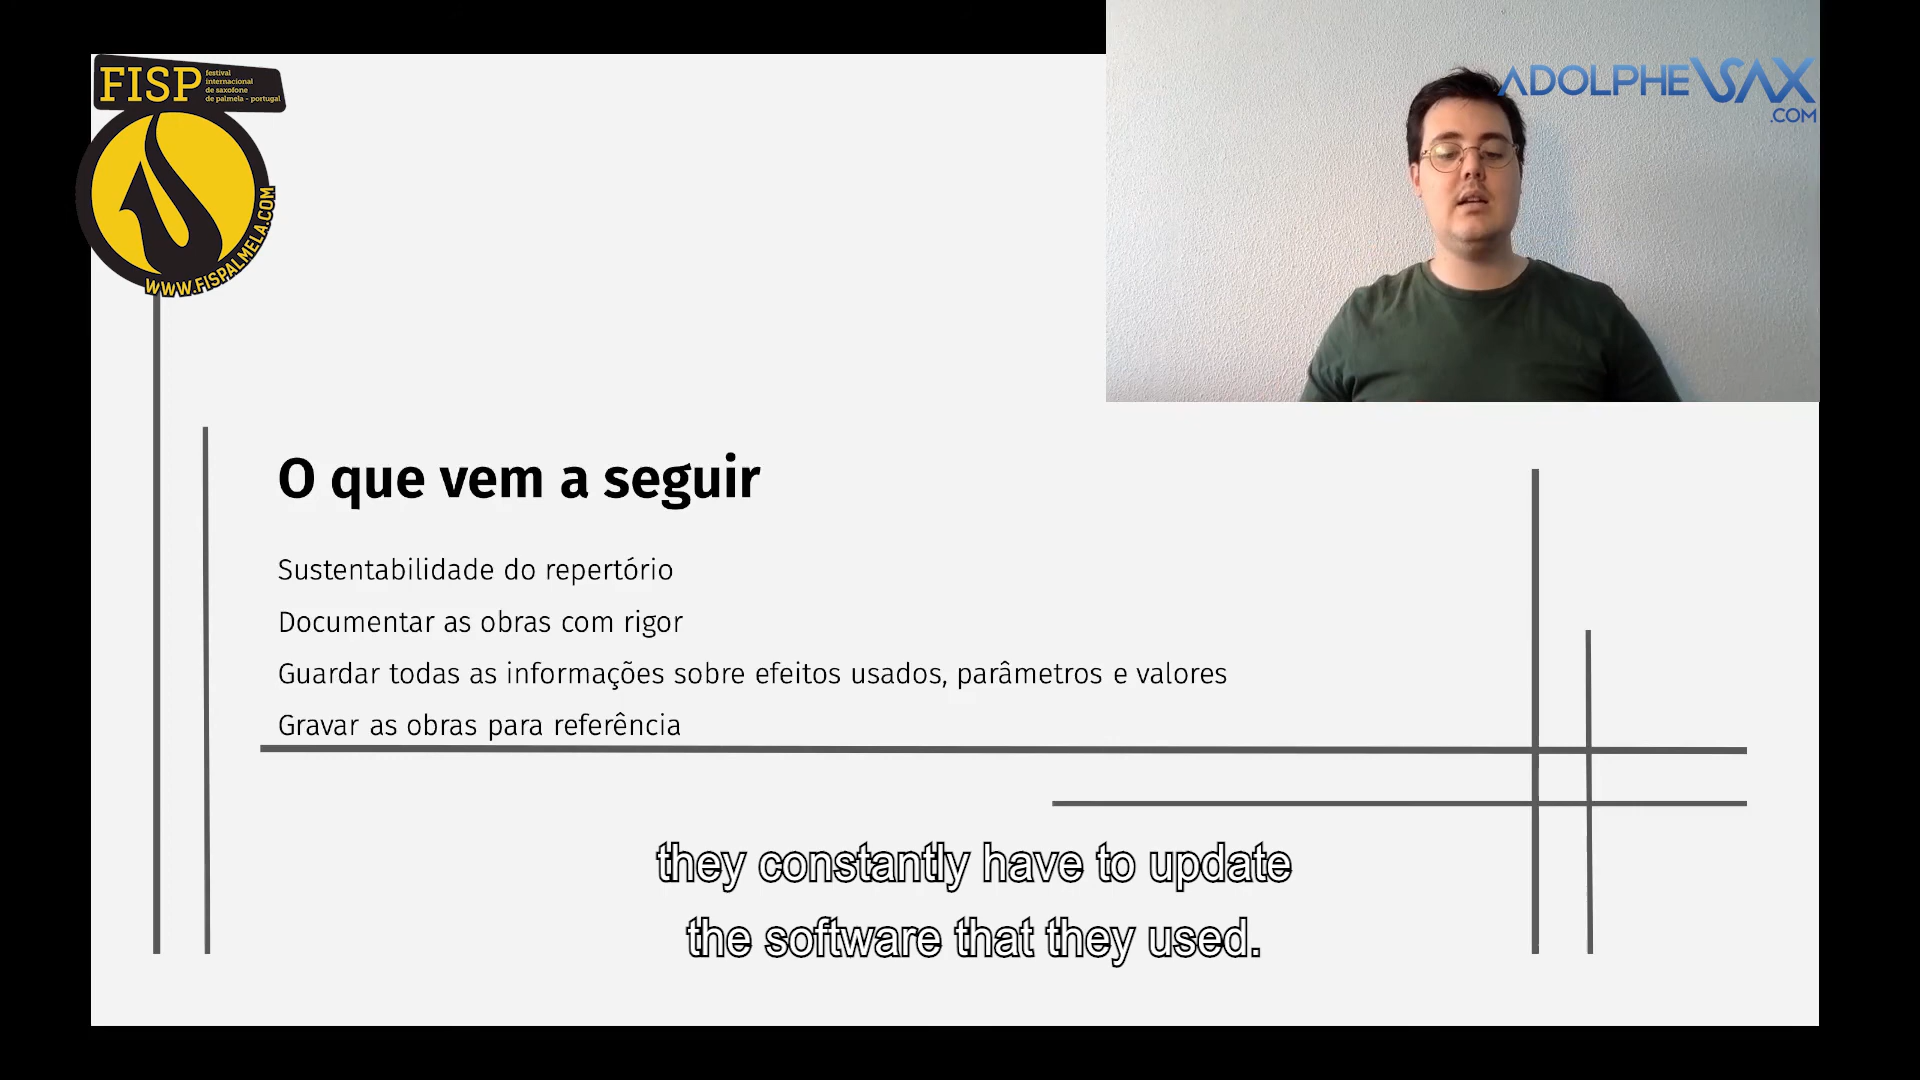 FISP
festival
internacional
de saxofone
de palmela - portugal
WWW.FISPALMELA.COM
ADOLPHESAX
.COM
O que vem a seguir
Sustentabilidade do repertório
Documentar as obras com rigor
Guardar todas as informações sobre efeitos usados, parâmetros e valores
Gravar as obras para referência
they constantly have to update
the software that they used.